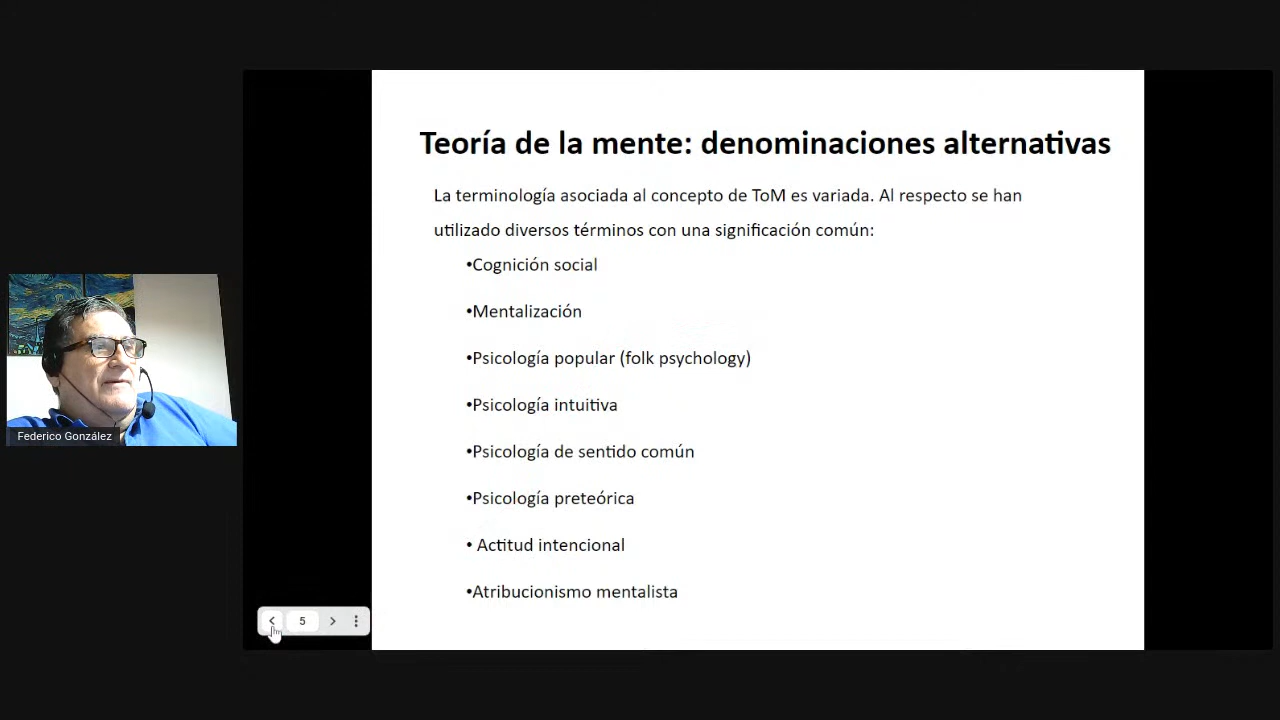 Teoría de la mente: denominaciones alternativas
La terminología asociada al concepto de ToM es variada. Al respecto se han
utilizado diversos términos con una significación común:
•Cognición social
•Mentalización
•Psicología popular (folk psychology)
•Psicología intuitiva
•Psicología de sentido común
•Psicología preteórica
• Actitud intencional
•Atribucionismo mentalista
Federico González
5